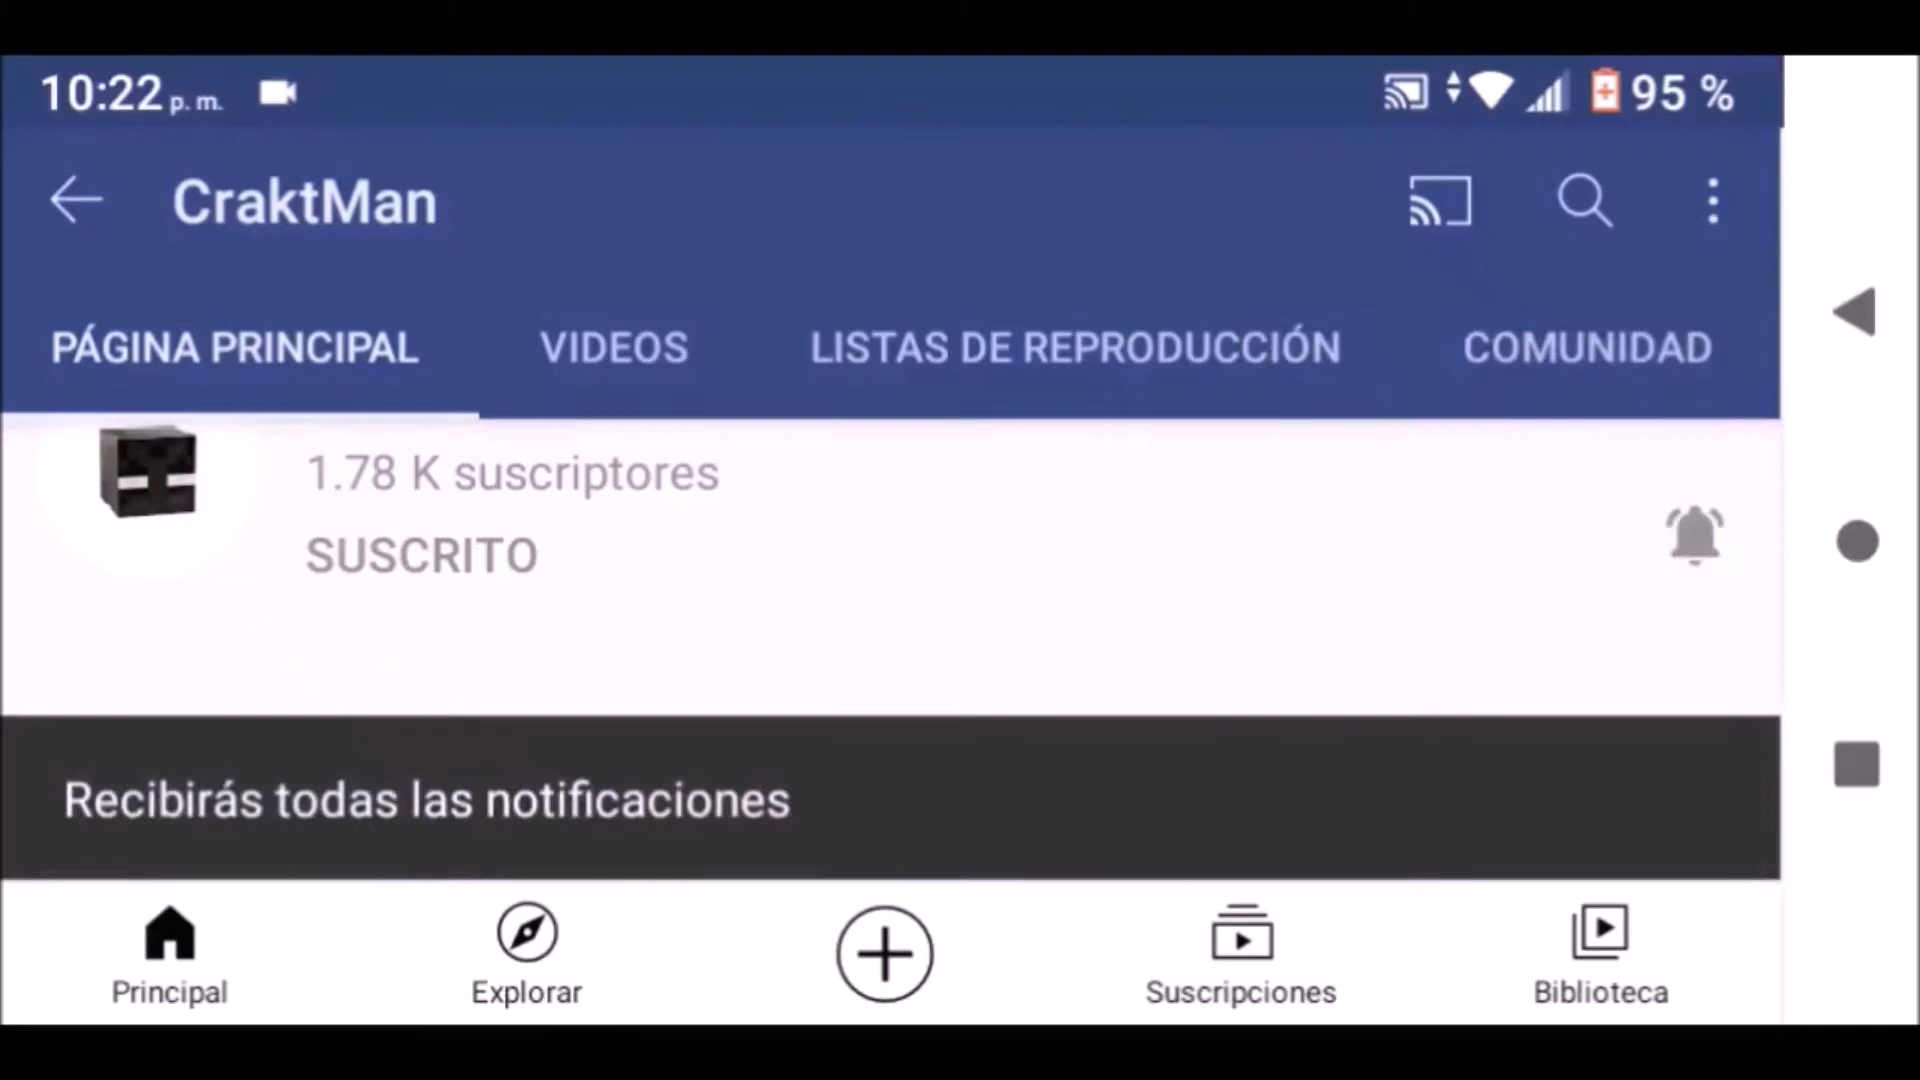 10:22 p. m. 95 %
CraktMan
PÁGINA PRINCIPAL VIDEOS LISTAS DE REPRODUCCIÓN COMUNIDAD
1.78 K suscriptores
SUSCRITO
Recibirás todas las notificaciones
Principal Explorar Suscripciones Biblioteca